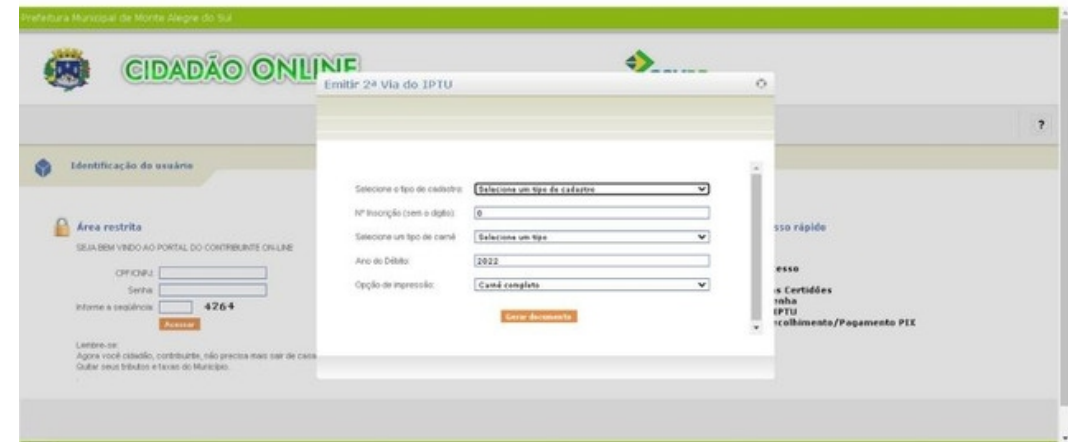 Prefeitura Municipal de Monte Alegre do Sul
CIDADÃO ONLINE
Emitir 2ª Via do IPTU
?
Identificação do usuário
Selecione o tipo de cadastro: Selecione um tipo de cadastro
Nº Inscrição (sem o dígito): 0
Selecione um tipo de carnê Selecione um tipo
Ano do Débito: 2022
Opção de impressão: Carnê completo
Gerar documento
Área restrita
SEJA BEM VINDO AO PORTAL DO CONTRIBUINTE ON-LINE
CPF/CNPJ:
Senha:
Informe a seqüência: 4264
Acessar
Lembre-se:
Agora você cidadão, contribuinte, não precisa mais sair de casa
Quitar seus tributos e taxas do Município.
sso rápido
esso
s Certidões
enha
IPTU
ecolhimento/Pagamento PIX